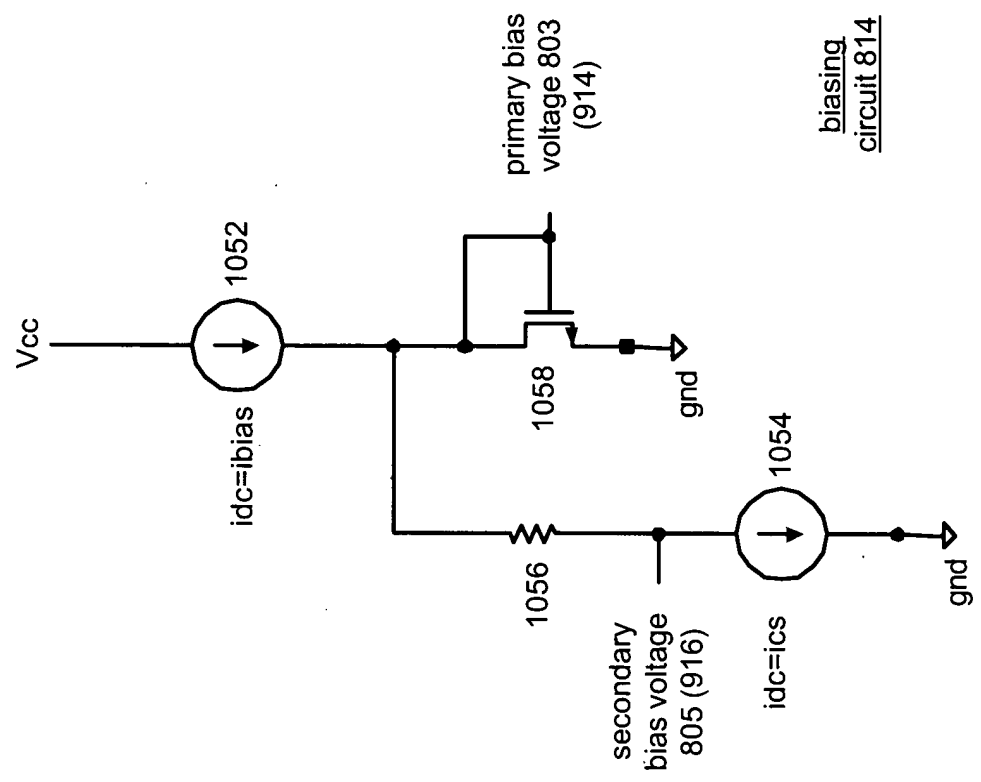 Vcc
1052
idc=ibias
primary bias
voltage 803
(914)
1058
gnd
1056
secondary
bias voltage
805 (916)
1054
idc=ics
gnd
biasing
circuit 814